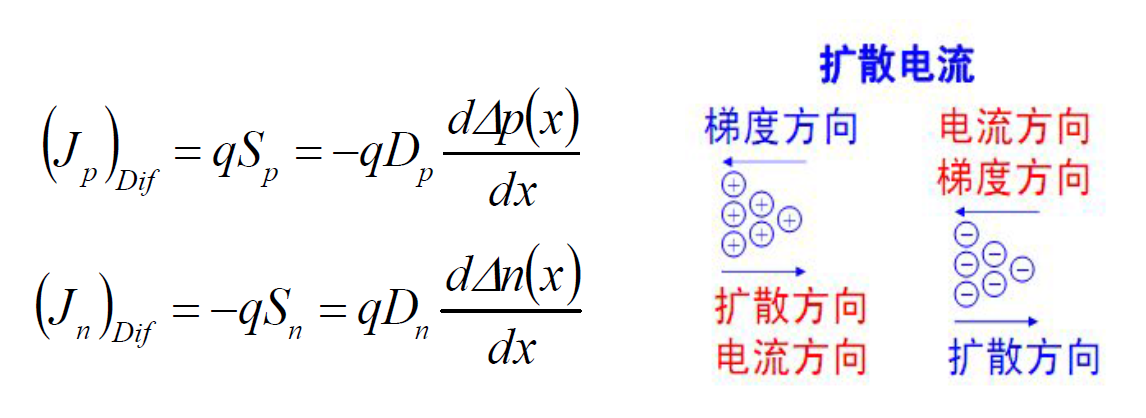 (J_p)_Dif = qS_p = −qD_p dΔp(x)/dx
(J_n)_Dif = −qS_n = qD_n dΔn(x)/dx
扩散电流
梯度方向
+ + + + + +
扩散方向
电流方向
电流方向
梯度方向
− − − − − −
扩散方向